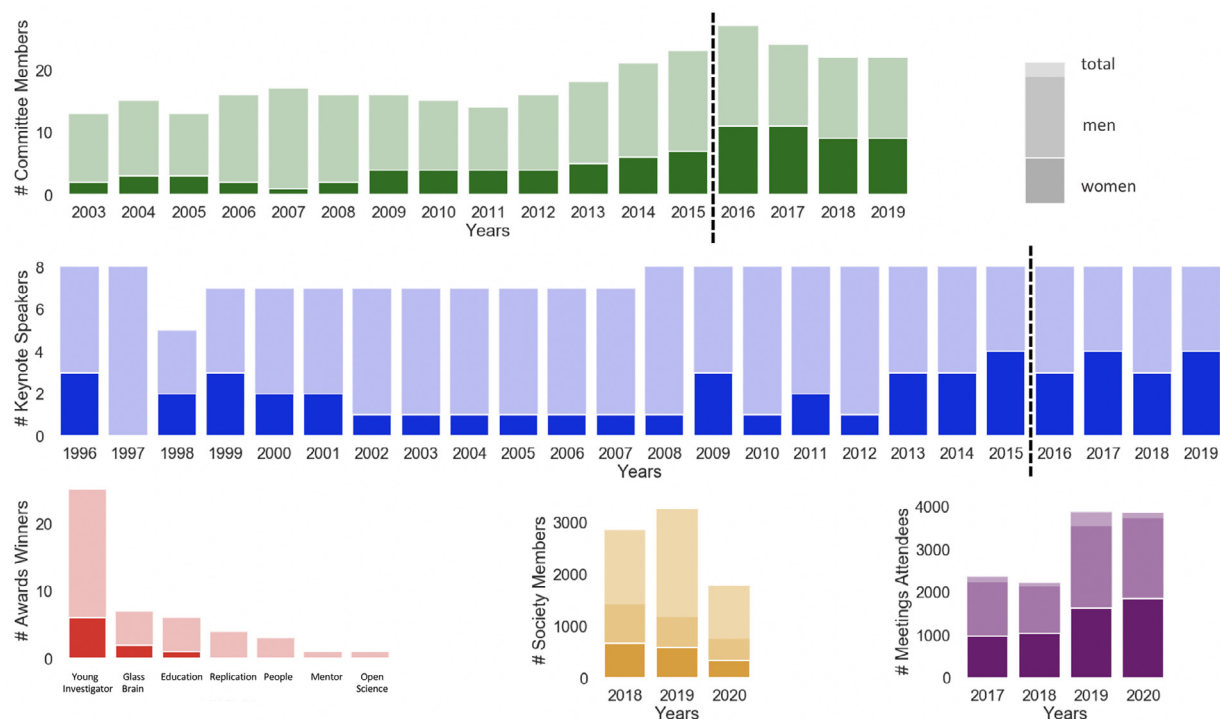 # Committee Members
20
10
0
2003 2004 2005 2006 2007 2008 2009 2010 2011 2012 2013 2014 2015 2016 2017 2018 2019
Years
total
men
women
# Keynote Speakers
8
6
4
2
0
1996 1997 1998 1999 2000 2001 2002 2003 2004 2005 2006 2007 2008 2009 2010 2011 2012 2013 2014 2015 2016 2017 2018 2019
Years
# Awards Winners
20
10
0
Young Glass Education Replication People Mentor Open
Investigator Brain Science
# Society Members
3000
2000
1000
0
2018 2019 2020
Years
# Meetings Attendees
4000
3000
2000
1000
0
2017 2018 2019 2020
Years